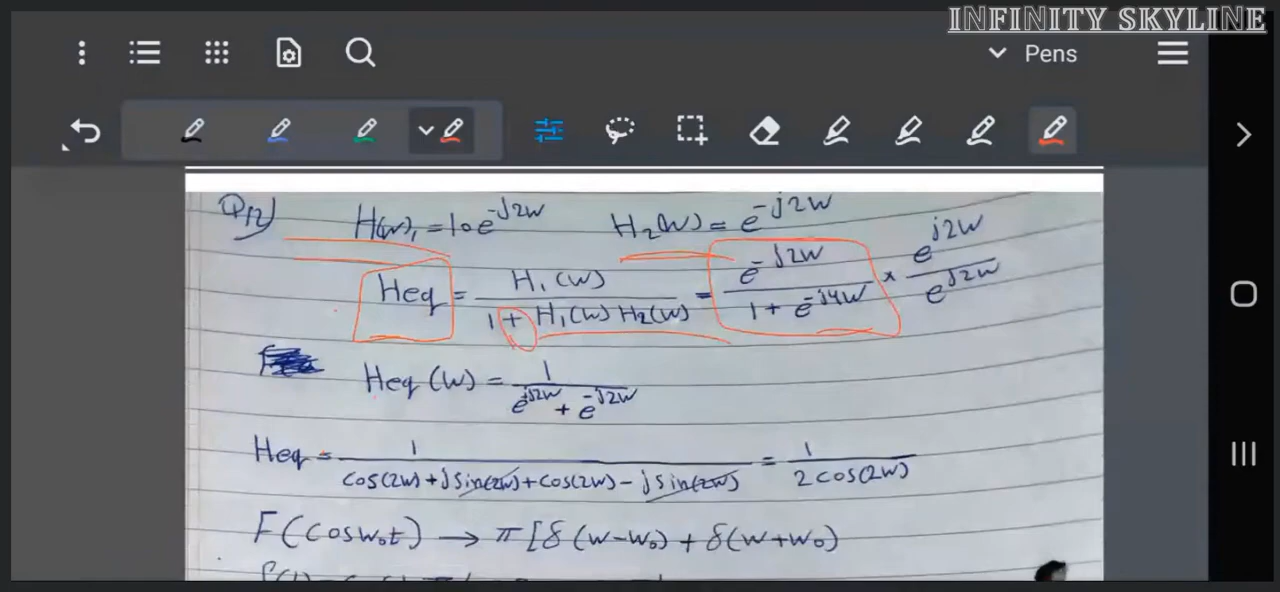 INFINITY SKYLINE
Pens
Q12) H(w)₁ = 10e^-j2w H₂(w) = e^-j2w
Heq = H₁(w) / 1 + H₁(w) H₂(w) = e^-j2w / 1 + e^-j4w × e^j2w / e^j2w
Heq (w) = 1 / e^j2w + e^-j2w
Heq = 1 / cos(2w) + j sin(2w) + cos(2w) - j sin(2w) = 1 / 2 cos(2w)
F(cosw₀t) → π [δ(w-w₀) + δ(w+w₀)